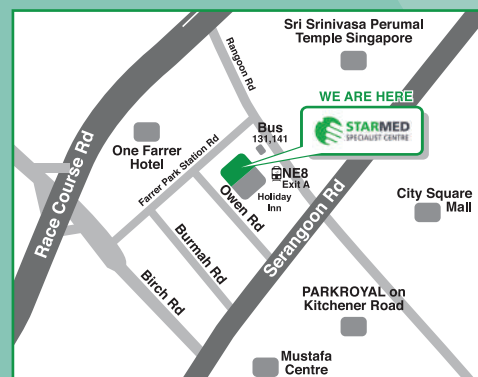 Sri Srinivasa Perumal
Temple Singapore
Rangoon Rd
WE ARE HERE
STARMED
SPECIALIST CENTRE
Race Course Rd
One Farrer
Hotel
Farrer Park Station Rd
Bus
131,141
NE8
Exit A
Holiday
Inn
Owen Rd
Serangoon Rd
City Square
Mall
Burmah Rd
Birch Rd
PARKROYAL on
Kitchener Road
Mustafa
Centre